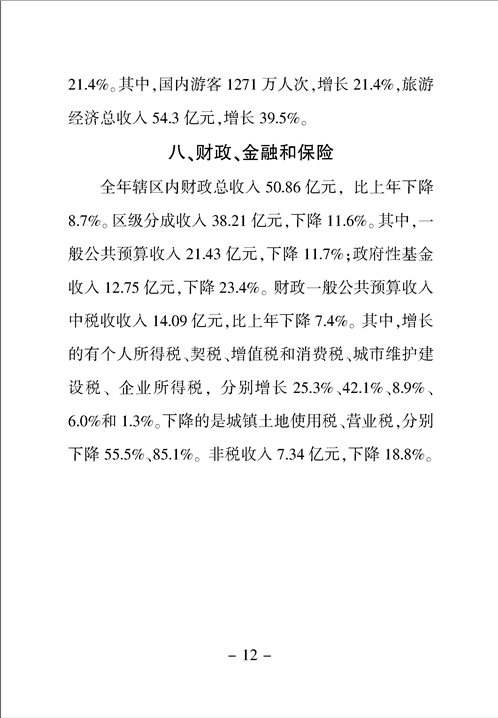 21.4%。其中，国内游客 1271 万人次，增长 21.4%，旅游
经济总收入 54.3 亿元，增长 39.5%。
八、财政、金融和保险
全年辖区内财政总收入 50.86 亿元，比上年下降
8.7%。区级分成收入 38.21 亿元，下降 11.6%。其中，一
般公共预算收入 21.43 亿元，下降 11.7%；政府性基金
收入 12.75 亿元，下降 23.4%。财政一般公共预算收入
中税收收入 14.09 亿元，比上年下降 7.4%。其中，增长
的有个人所得税、契税、增值税和消费税、城市维护建
设税、企业所得税，分别增长 25.3%、42.1%、8.9%、
6.0%和 1.3%。下降的是城镇土地使用税、营业税，分别
下降 55.5%、85.1%。非税收入 7.34 亿元，下降 18.8%。
- 12 -